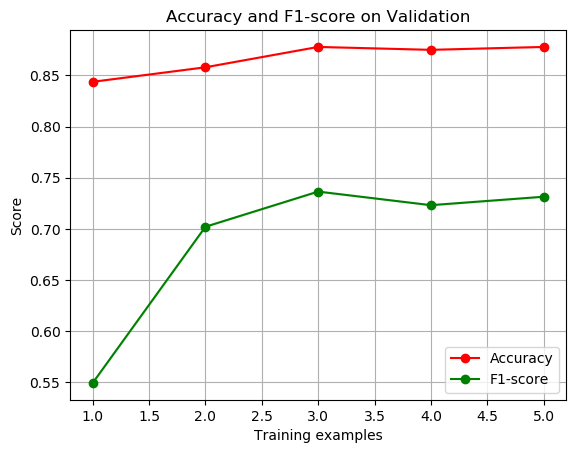 Accuracy and F1-score on Validation
0.85
0.80
0.75
0.70
0.65
0.60
0.55
Score
1.0 1.5 2.0 2.5 3.0 3.5 4.0 4.5 5.0
Training examples
Accuracy
F1-score